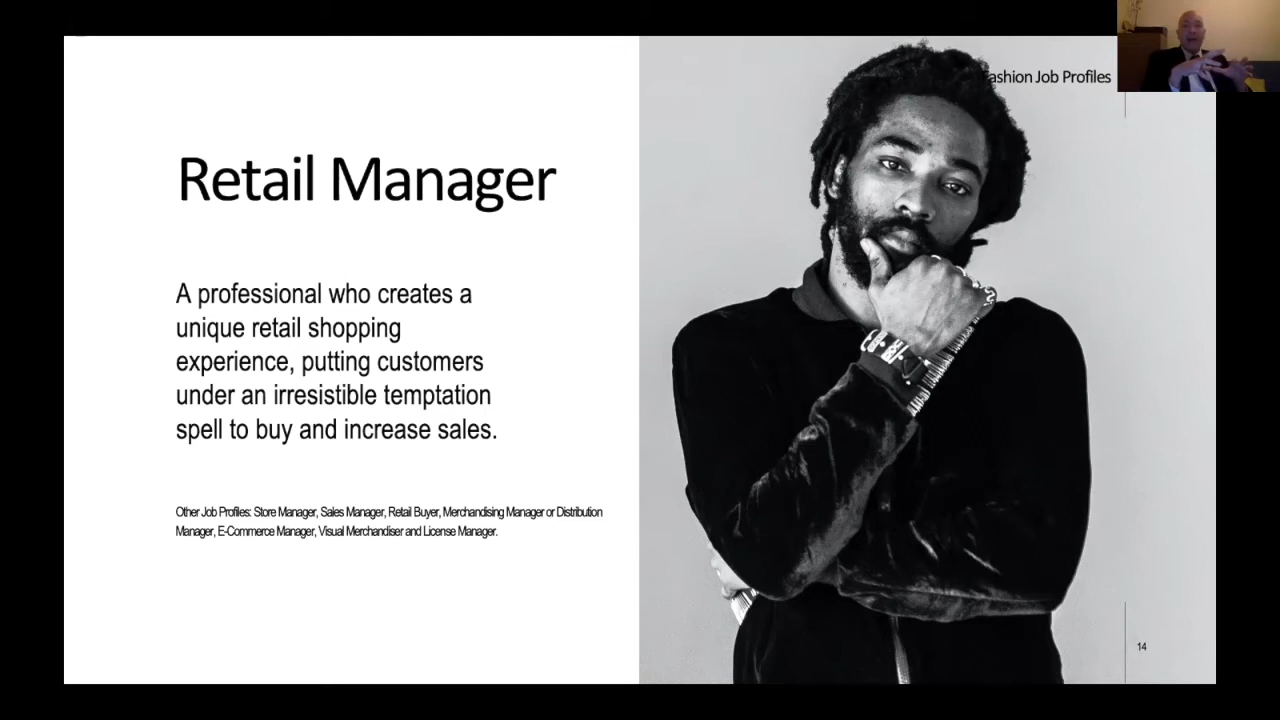 Fashion Job Profiles
Retail Manager
A professional who creates a
unique retail shopping
experience, putting customers
under an irresistible temptation
spell to buy and increase sales.
Other Job Profiles: Store Manager, Sales Manager, Retail Buyer, Merchandising Manager or Distribution
Manager, E-Commerce Manager, Visual Merchandiser and License Manager.
14